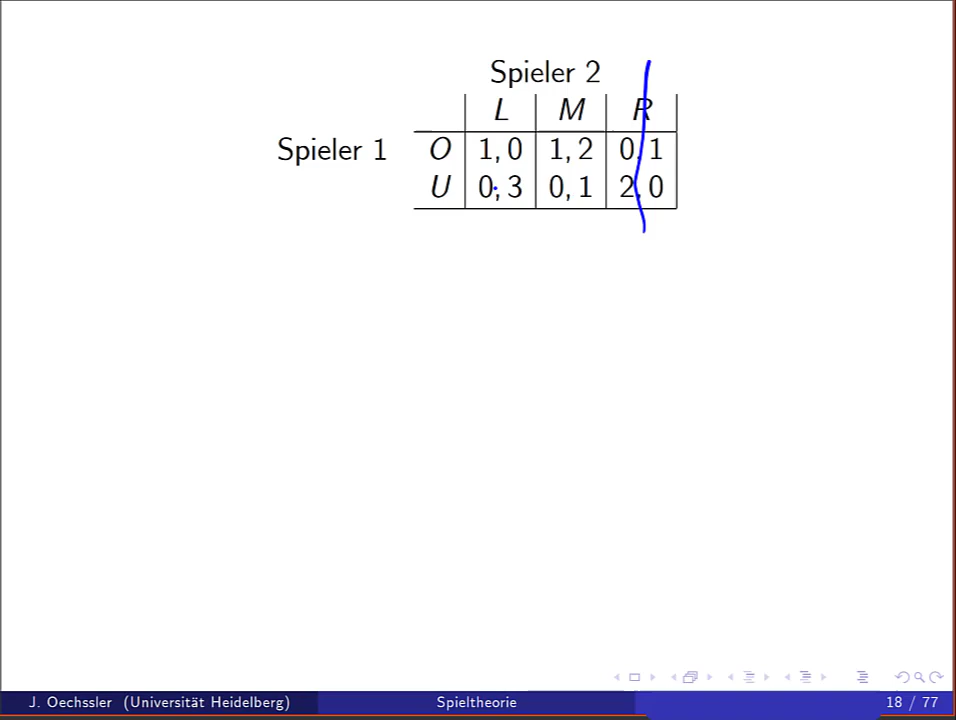 Spieler 2
L M R
Spieler 1 O 1, 0 1, 2 0, 1
U 0, 3 0, 1 2, 0
J. Oechssler (Universität Heidelberg) Spieltheorie 18 / 77